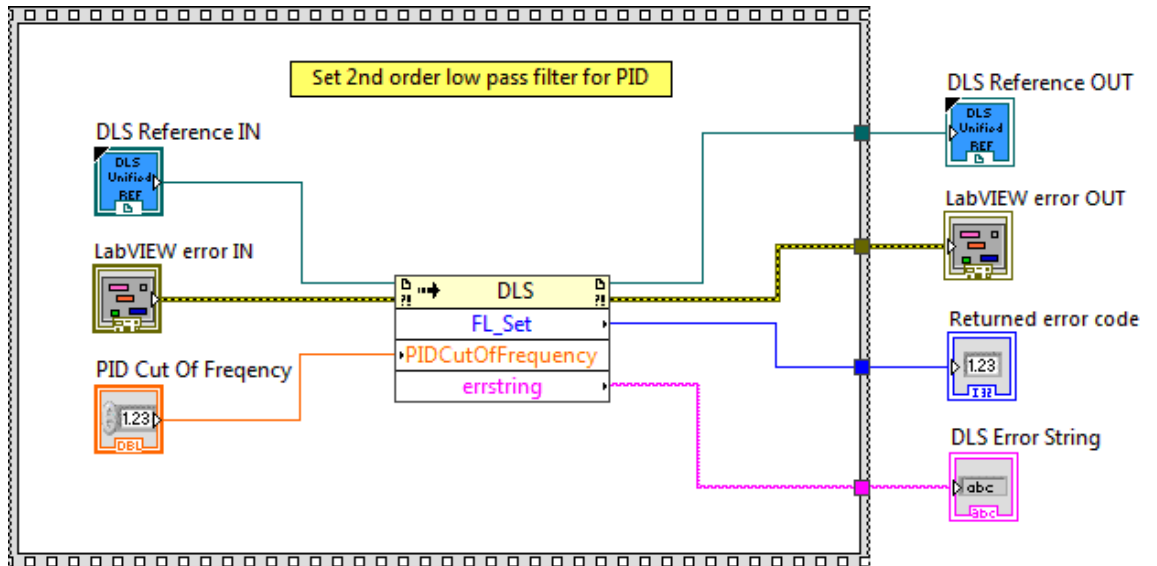 Set 2nd order low pass filter for PID
DLS Reference IN
DLS
Unified
REF
LabVIEW error IN
PID Cut Of Freqency
1.23
DBL
?!
DLS
?!
FL_Set
PIDCutOfFrequency
errstring
DLS Reference OUT
DLS
Unified
REF
LabVIEW error OUT
Returned error code
1.23
I32
DLS Error String
abc
abc